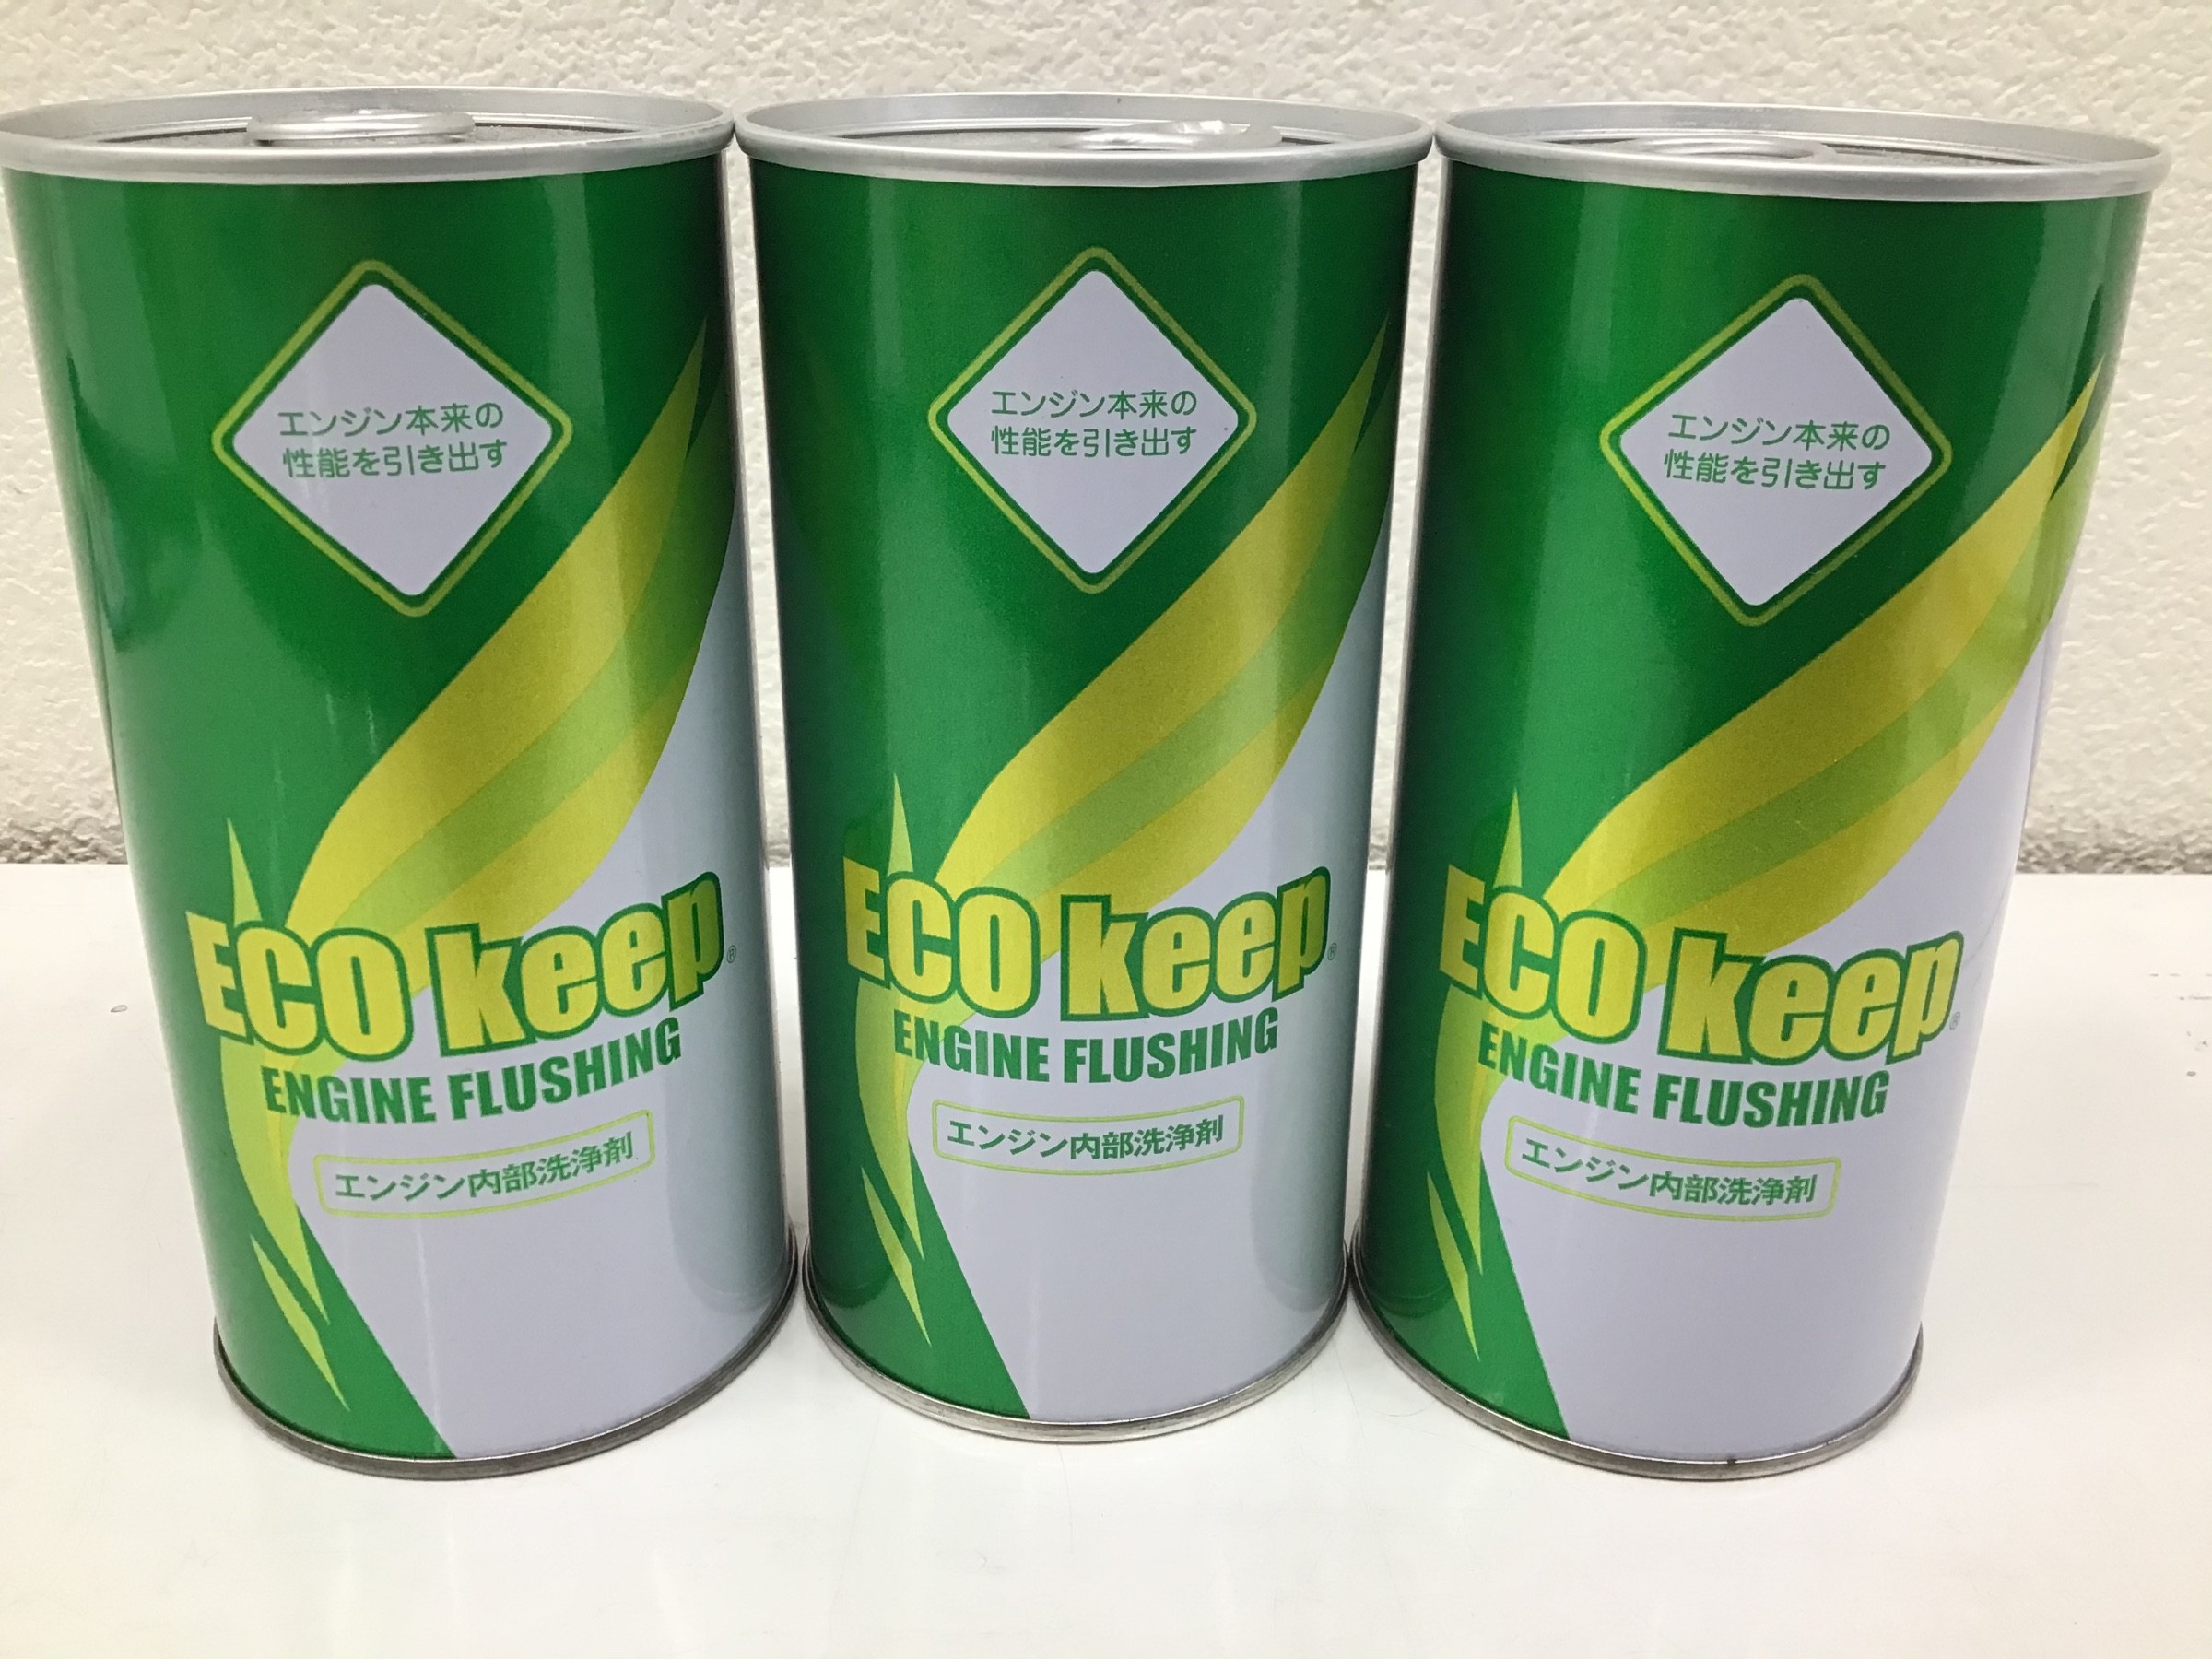 エンジン本来の
性能を引き出す
ECO keep®
ENGINE FLUSHING
エンジン内部洗浄剤
エンジン本来の
性能を引き出す
ECO keep®
ENGINE FLUSHING
エンジン内部洗浄剤
エンジン本来の
性能を引き出す
ECO keep®
ENGINE FLUSHING
エンジン内部洗浄剤